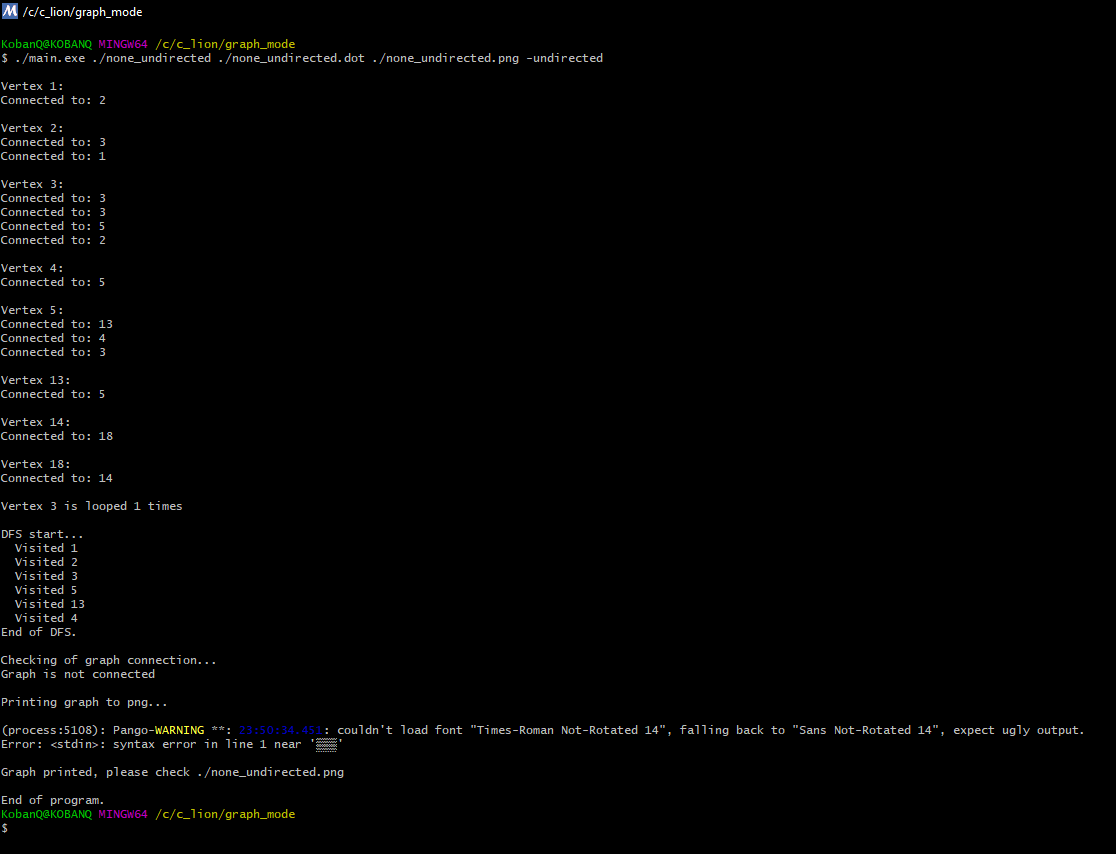 M /c/c_lion/graph_mode
KobanQ@KOBANQ MINGW64 /c/c_lion/graph_mode
$ ./main.exe ./none_undirected ./none_undirected.dot ./none_undirected.png -undirected
Vertex 1:
Connected to: 2
Vertex 2:
Connected to: 3
Connected to: 1
Vertex 3:
Connected to: 3
Connected to: 3
Connected to: 5
Connected to: 2
Vertex 4:
Connected to: 5
Vertex 5:
Connected to: 13
Connected to: 4
Connected to: 3
Vertex 13:
Connected to: 5
Vertex 14:
Connected to: 18
Vertex 18:
Connected to: 14
Vertex 3 is looped 1 times
DFS start...
Visited 1
Visited 2
Visited 3
Visited 5
Visited 13
Visited 4
End of DFS.
Checking of graph connection...
Graph is not connected
Printing graph to png...
(process:5108): Pango-WARNING **: 23:50:34.451: couldn't load font "Times-Roman Not-Rotated 14", falling back to "Sans Not-Rotated 14", expect ugly output.
Error: <stdin>: syntax error in line 1 near '▒▒▒'
Graph printed, please check ./none_undirected.png
End of program.
KobanQ@KOBANQ MINGW64 /c/c_lion/graph_mode
$